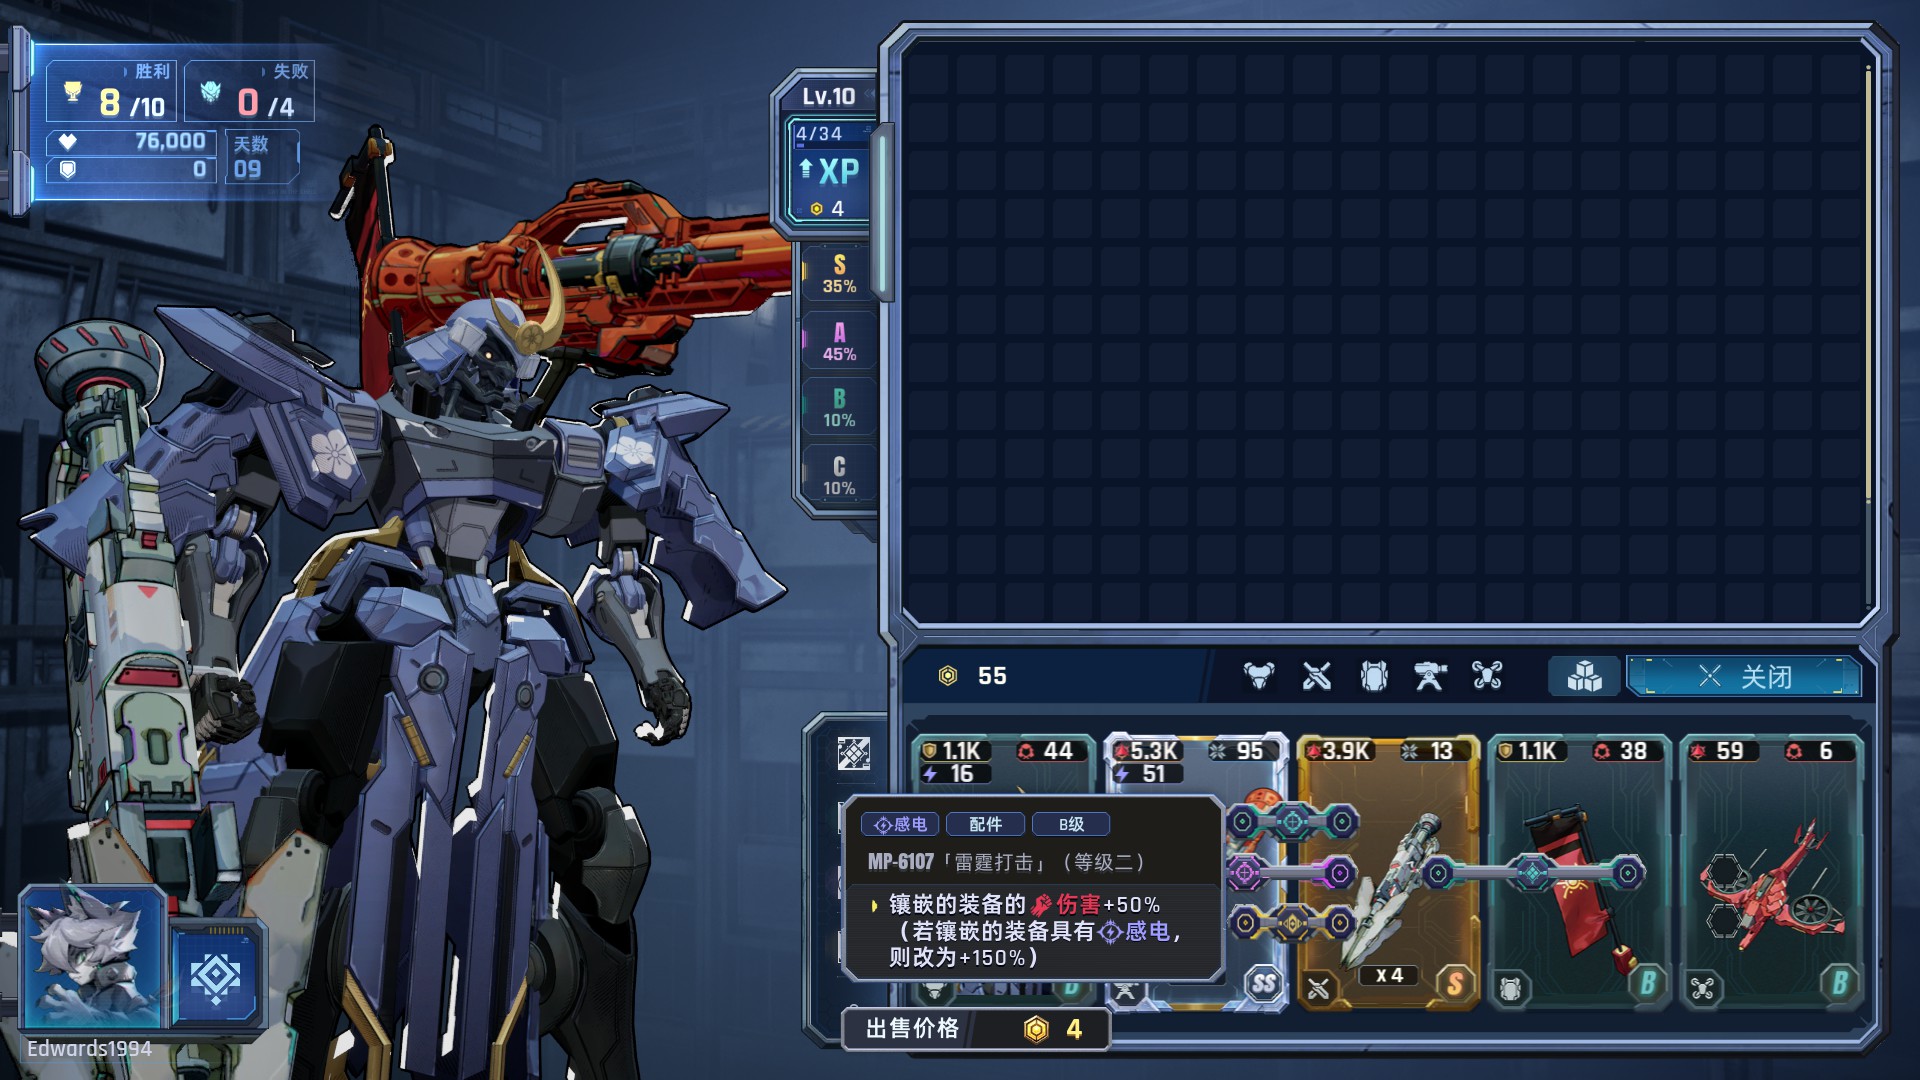 胜利
8 /10
失败
0 /4
76,000
0
天数
09
Lv.10
4/34
XP
4
S
35%
A
45%
B
10%
C
10%
55
关闭
1.1K
44
16
5.3K
95
51
3.9K
13
1.1K
38
59
6
感电
配件
B级
MP-6107「雷霆打击」（等级二）
镶嵌的装备的伤害+50%
（若镶嵌的装备具有感电,
则改为+150%）
SS
x4
S
B
B
出售价格
4
Edwards1994